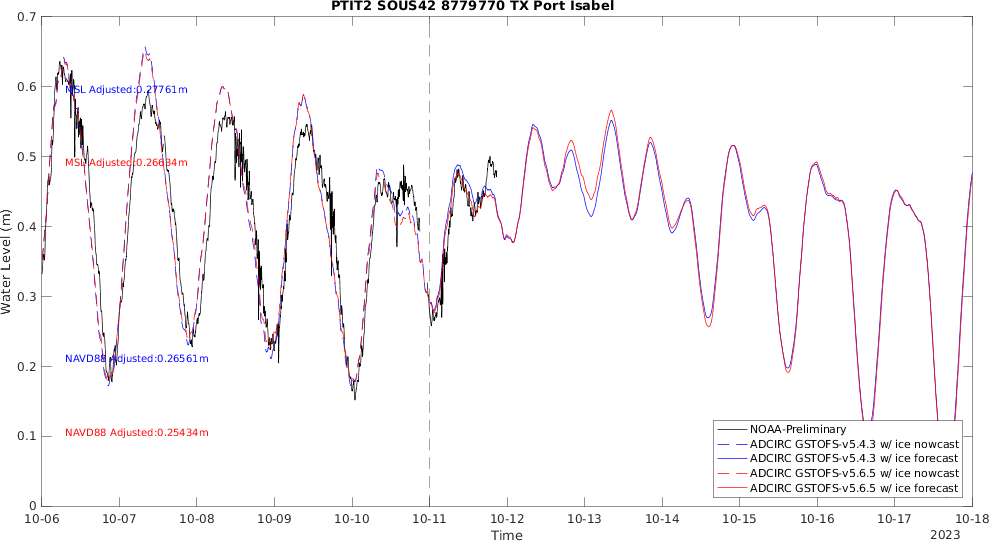 PTIT2 SOUS42 8779770 TX Port Isabel
0.7
0.6
0.5
0.4
0.3
0.2
0.1
0
Water Level (m)
MSL Adjusted:0.27761m
MSL Adjusted:0.26634m
NAVD88 Adjusted:0.26561m
NAVD88 Adjusted:0.25434m
NOAA-Preliminary
ADCIRC GSTOFS-v5.4.3 w/ ice nowcast
ADCIRC GSTOFS-v5.4.3 w/ ice forecast
ADCIRC GSTOFS-v5.6.5 w/ ice nowcast
ADCIRC GSTOFS-v5.6.5 w/ ice forecast
10-06 10-07 10-08 10-09 10-10 10-11 10-12 10-13 10-14 10-15 10-16 10-17 10-18
Time
2023